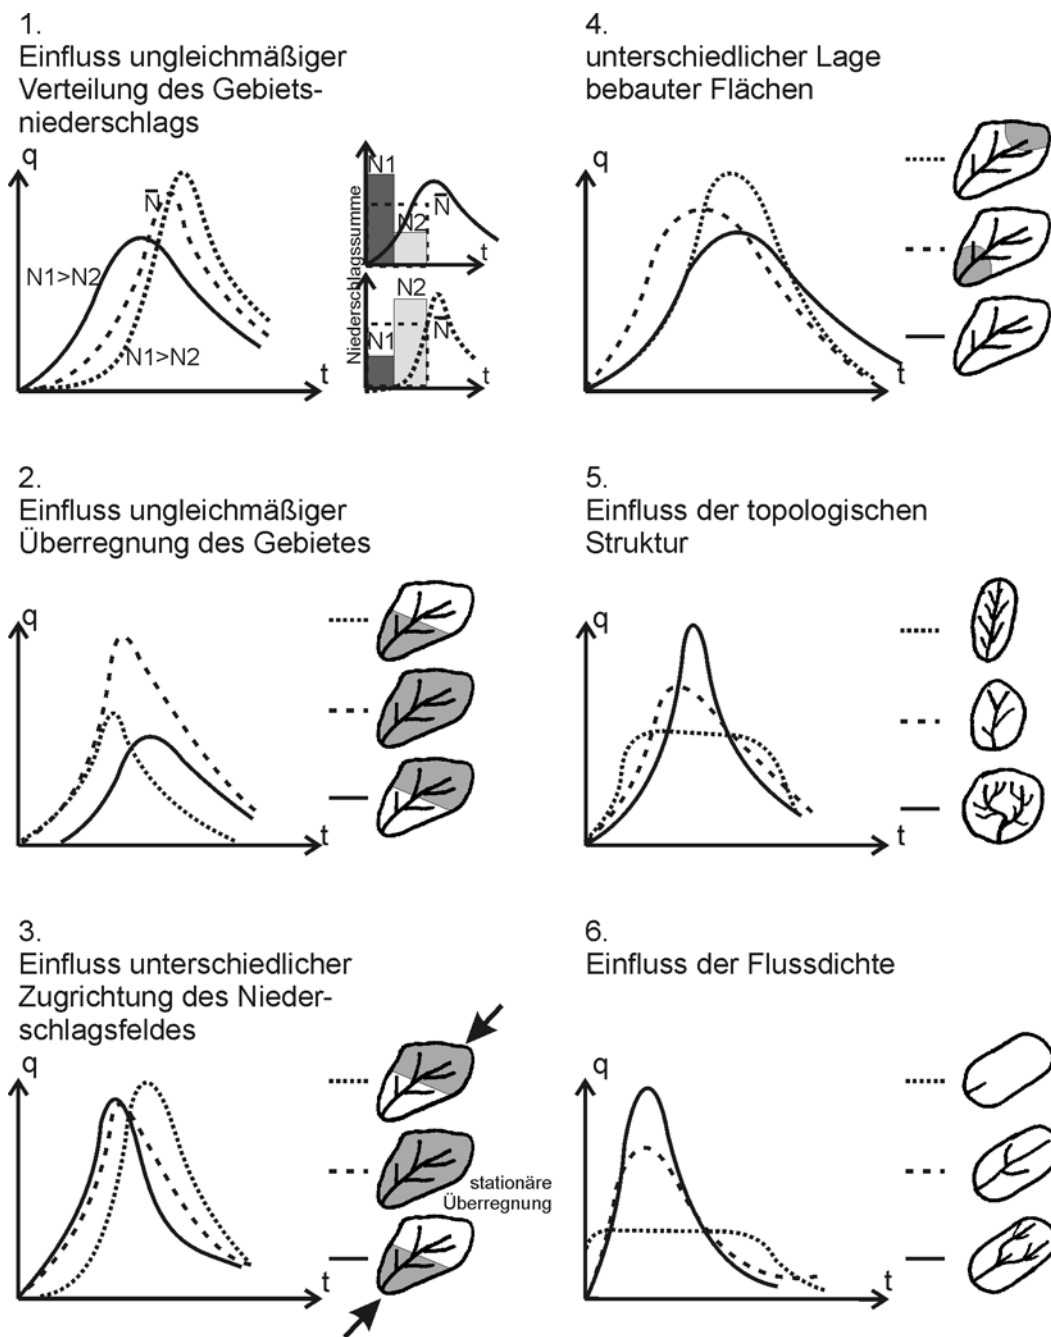 1.
Einfluss ungleichmäßiger
Verteilung des Gebiets-
niederschlags
q
N̅
N1>N2
N1>N2
t
Niederschlagssumme
N1
N2
N̅
t
N2
N1
N̅
t
2.
Einfluss ungleichmäßiger
Überregnung des Gebietes
q
t
3.
Einfluss unterschiedlicher
Zugrichtung des Nieder-
schlagsfeldes
q
t
stationäre
Überregnung
4.
unterschiedlicher Lage
bebauter Flächen
q
t
5.
Einfluss der topologischen
Struktur
q
t
6.
Einfluss der Flussdichte
q
t